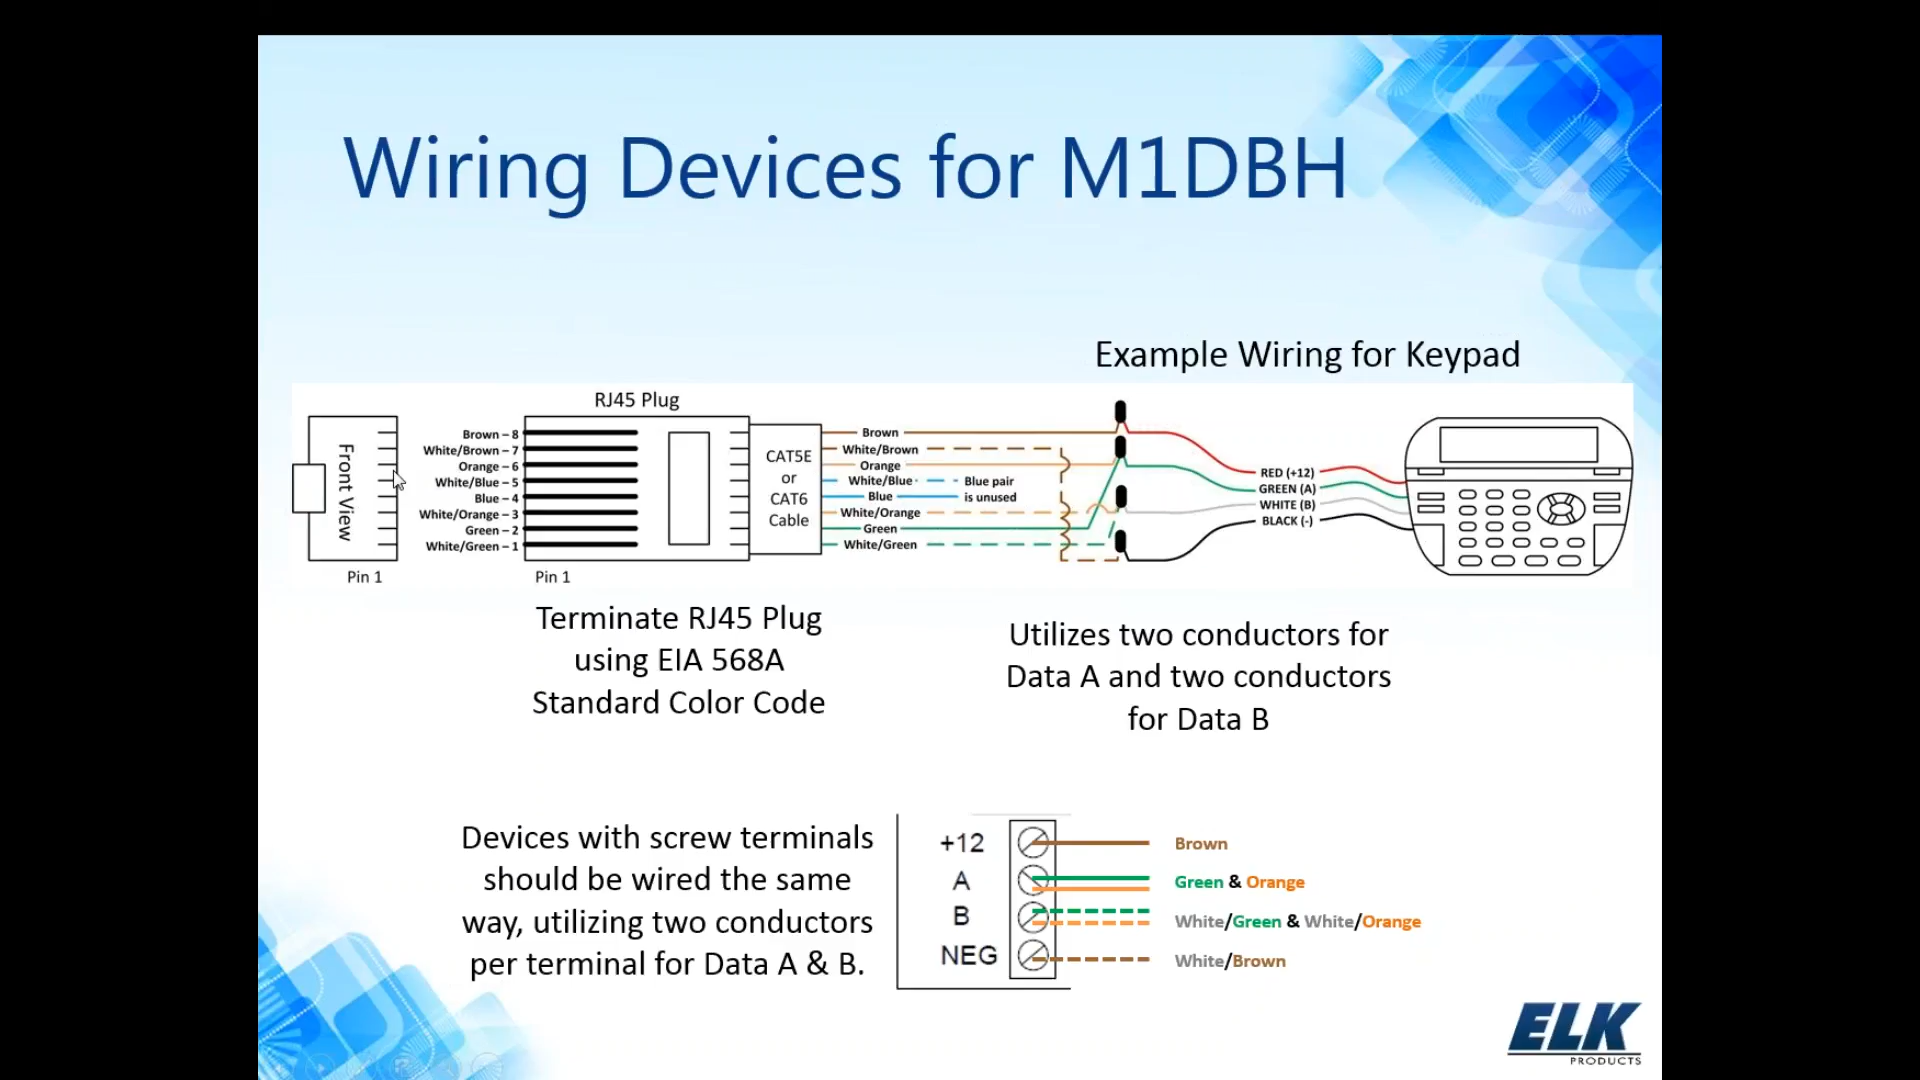 Wiring Devices for M1DBH
Example Wiring for Keypad
RJ45 Plug
Front View
Pin 1
Brown – 8
White/Brown – 7
Orange – 6
White/Blue – 5
Blue – 4
White/Orange – 3
Green – 2
White/Green – 1
Pin 1
CAT5E
or
CAT6
Cable
Brown
White/Brown
Orange
White/Blue
Blue
White/Orange
Green
White/Green
Blue pair
is unused
RED (+12)
GREEN (A)
WHITE (B)
BLACK (-)
Terminate RJ45 Plug
using EIA 568A
Standard Color Code
Utilizes two conductors for
Data A and two conductors
for Data B
Devices with screw terminals
should be wired the same
way, utilizing two conductors
per terminal for Data A & B.
+12
A
B
NEG
Brown
Green & Orange
White/Green & White/Orange
White/Brown
ELK
PRODUCTS